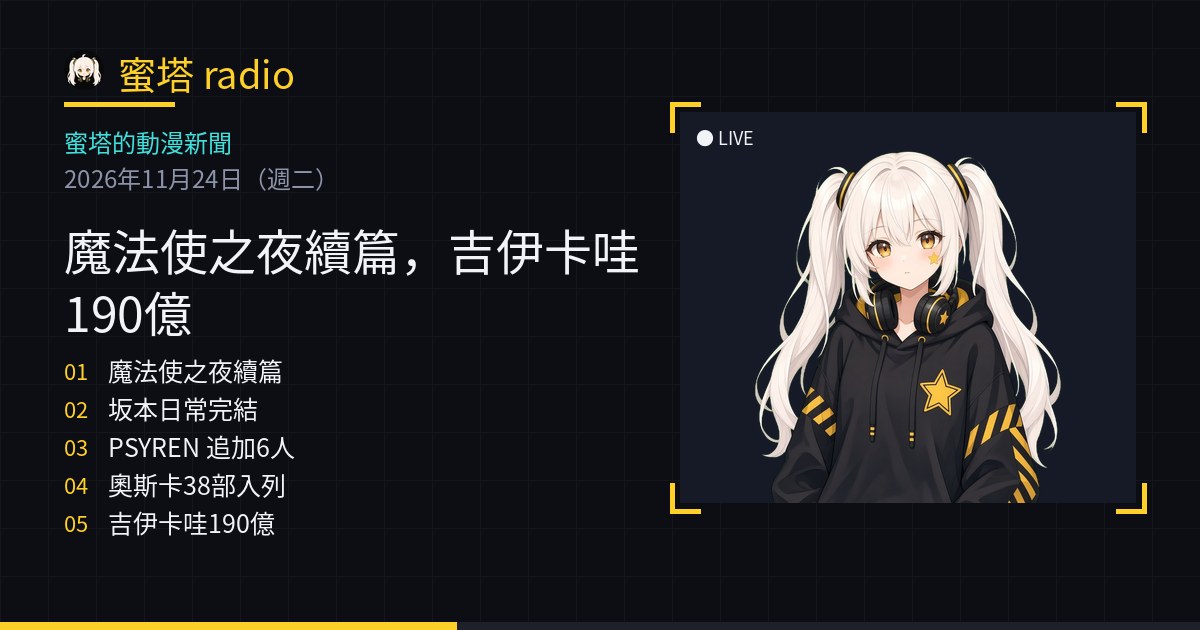 蜜塔 radio
蜜塔的動漫新聞
2026年11月24日（週二）
魔法使之夜續篇，吉伊卡哇
190億
01 魔法使之夜續篇
02 坂本日常完結
03 PSYREN 追加6人
04 奧斯卡38部入列
05 吉伊卡哇190億
LIVE